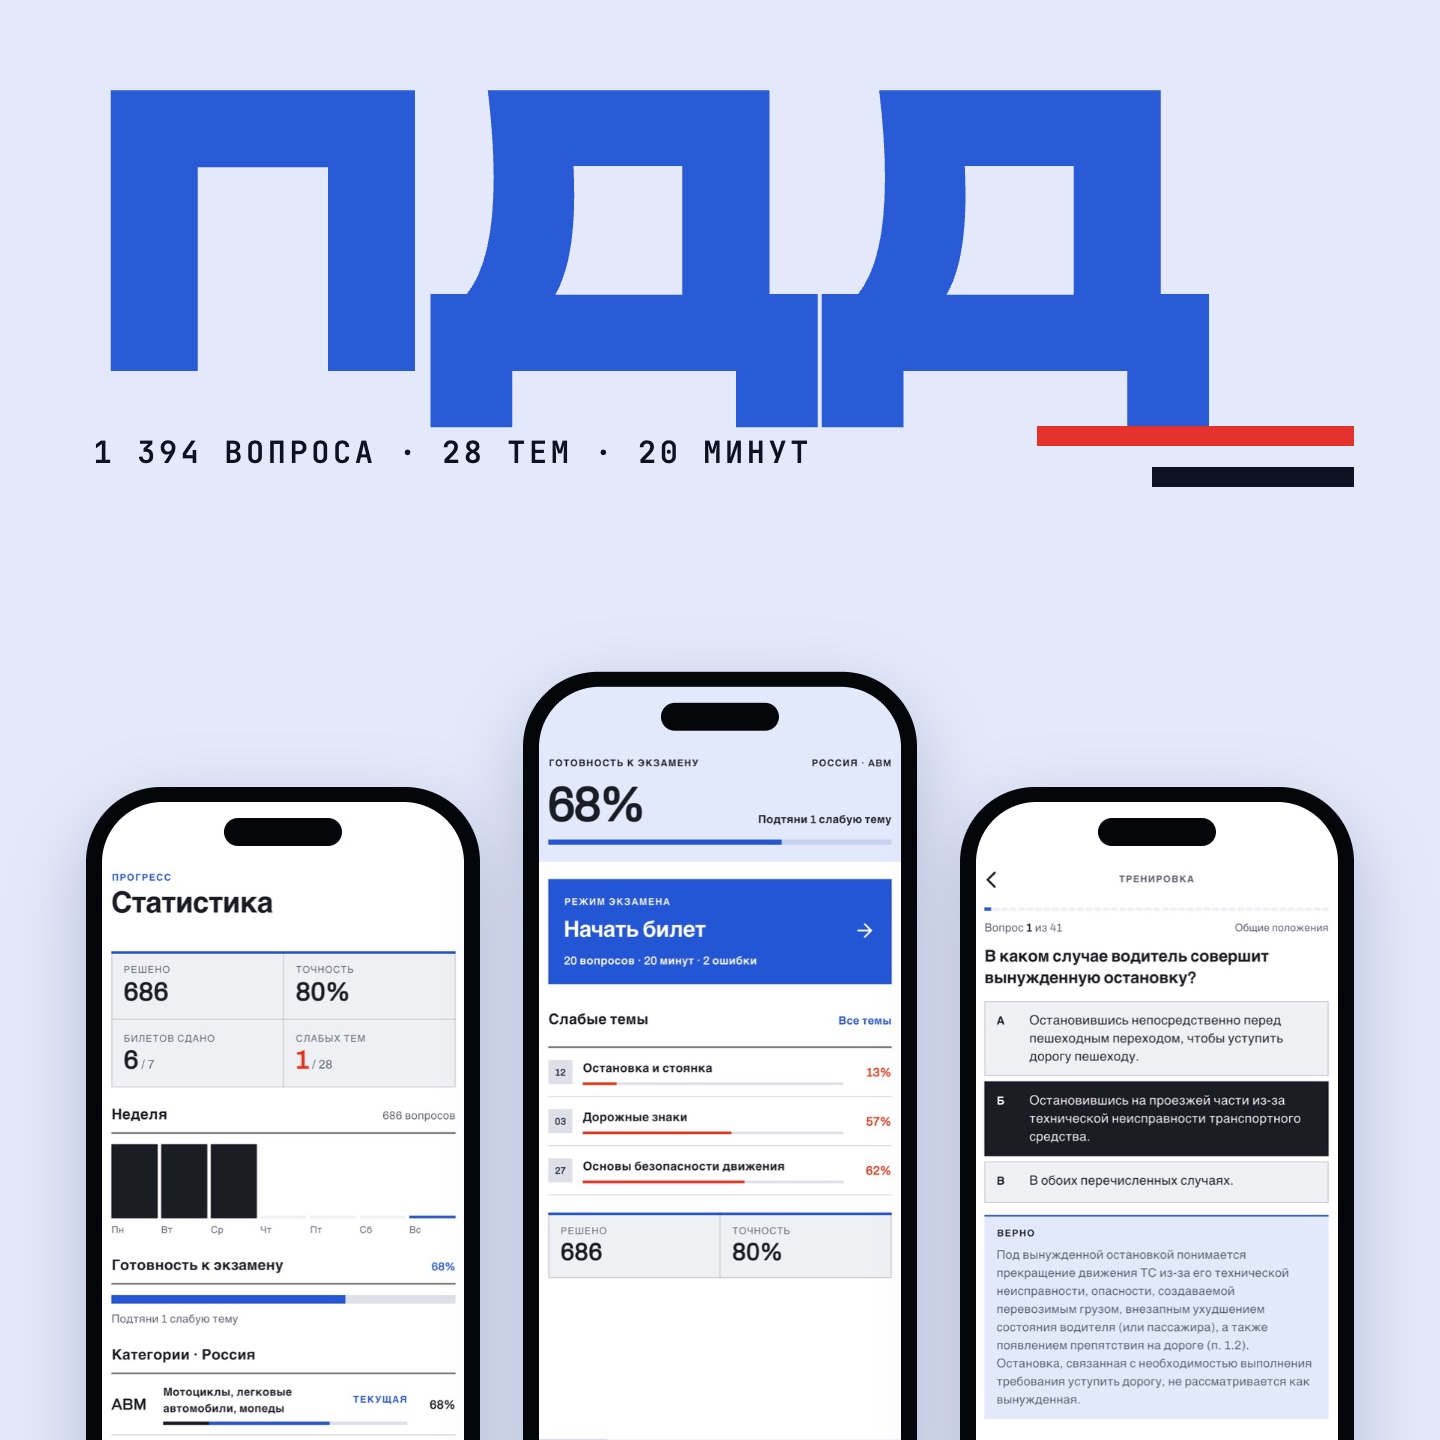 ПДД
1 394 ВОПРОСА · 28 ТЕМ · 20 МИНУТ
ПРОГРЕСС
Статистика
РЕШЕНО
686
ТОЧНОСТЬ
80%
БИЛЕТОВ СДАНО
6 / 7
СЛАБЫХ ТЕМ
1 / 28
Неделя
686 вопросов
Пн Вт Ср Чт Пт Сб Вс
Готовность к экзамену
68%
Подтяни 1 слабую тему
Категории · Россия
ABM
Мотоциклы, легковые
автомобили, мопеды
ТЕКУЩАЯ
68%
ГОТОВНОСТЬ К ЭКЗАМЕНУ
РОССИЯ · ABM
68%
Подтяни 1 слабую тему
РЕЖИМ ЭКЗАМЕНА
Начать билет
20 вопросов · 20 минут · 2 ошибки
Слабые темы
Все темы
12 Остановка и стоянка 13%
03 Дорожные знаки 57%
27 Основы безопасности движения 62%
РЕШЕНО
686
ТОЧНОСТЬ
80%
ТРЕНИРОВКА
Вопрос 1 из 41
Общие положения
В каком случае водитель совершит
вынужденную остановку?
А Остановившись непосредственно перед
пешеходным переходом, чтобы уступить
дорогу пешеходу.
Б Остановившись на проезжей части из-за
технической неисправности транспортного
средства.
В В обоих перечисленных случаях.
ВЕРНО
Под вынужденной остановкой понимается
прекращение движения ТС из-за его технической
неисправности, опасности, создаваемой
перевозимым грузом, внезапным ухудшением
состояния водителя (или пассажира), а также
появлением препятствия на дороге (п. 1.2).
Остановка, связанная с необходимостью выполнения
требования уступить дорогу, не рассматривается как
вынужденная.